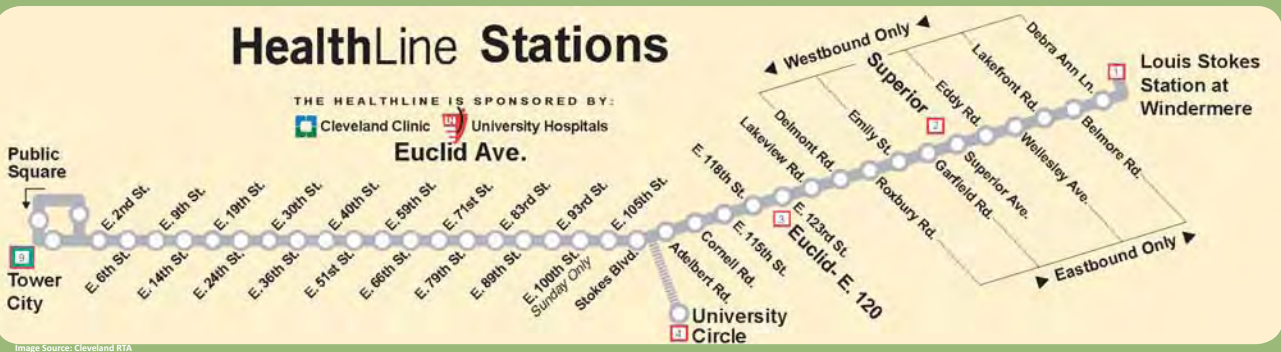 HealthLine Stations
THE HEALTHLINE IS SPONSORED BY:
Cleveland Clinic
University Hospitals
Euclid Ave.
Public
Square
9
Tower
City
E. 2nd St.
E. 6th St.
E. 9th St.
E. 14th St.
E. 19th St.
E. 24th St.
E. 30th St.
E. 36th St.
E. 40th St.
E. 51st St.
E. 59th St.
E. 66th St.
E. 71st St.
E. 79th St.
E. 83rd St.
E. 89th St.
E. 93rd St.
E. 100th St.
Sunday Only
E. 105th St.
Stokes Blvd.
4
University
Circle
Adelbert Rd.
Cornell Rd.
E. 115th St.
E. 118th St.
3
Euclid- E. 120
E. 123rd St.
Lakeview Rd.
Delmont Rd.
Roxbury Rd.
Emily St.
Garfield Rd.
Superior
2
Superior Ave.
Eddy Rd.
Wellesley Ave.
Lakefront Rd.
Belmore Rd.
Debra Ann Ln.
Westbound Only
Eastbound Only
1
Louis Stokes
Station at
Windermere
Image Source: Cleveland RTA